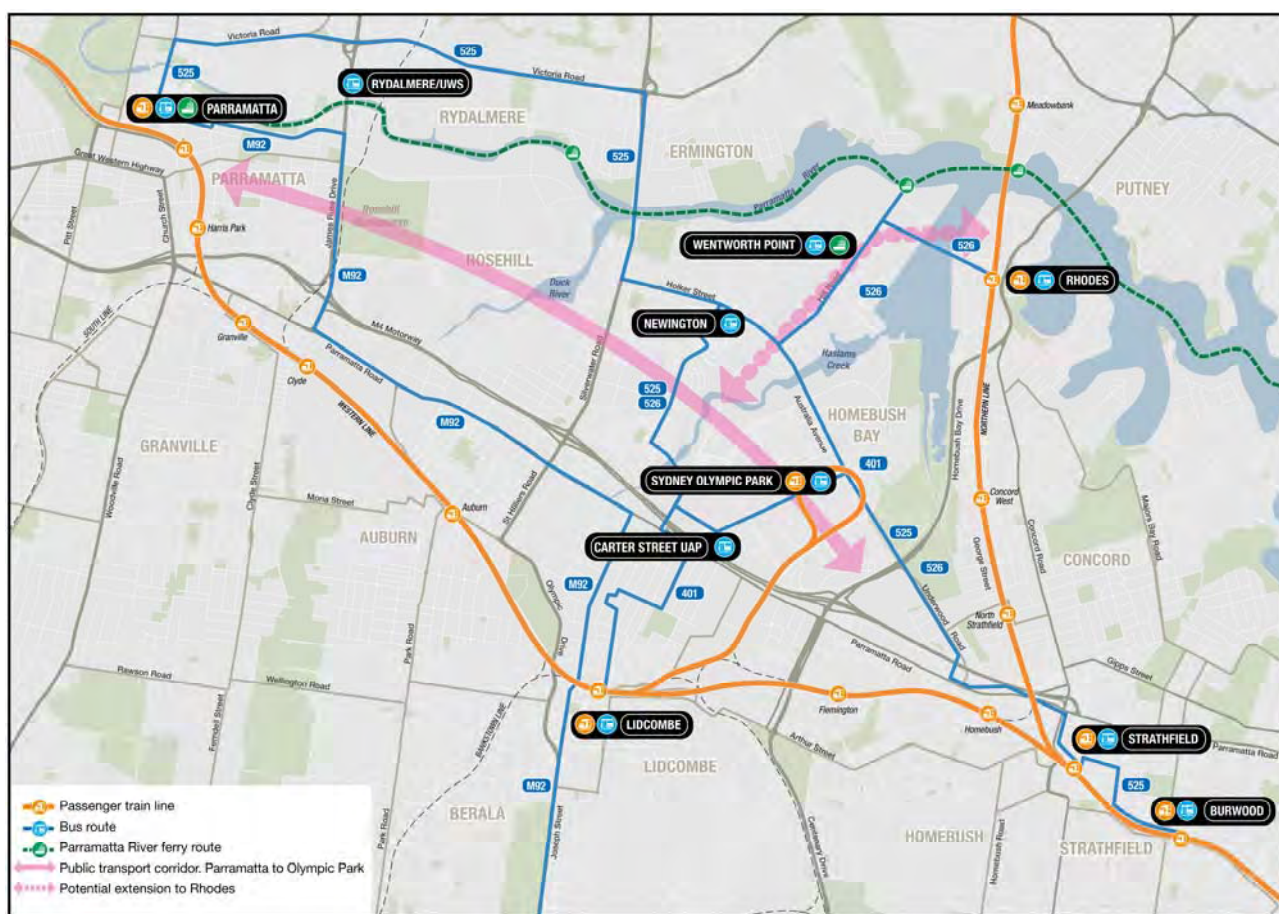 Victoria Road
525
525
RYDALMERE/UWS
Victoria Road
525
PARRAMATTA
RYDALMERE
Meadowbank
M92
525
ERMINGTON
Great Western Highway
PARRAMATTA
Parramatta River
PUTNEY
Pitt Street
Church Street
James Ruse Drive
Harris Park
WENTWORTH POINT
526
ROSEHILL
M92
Duck
River
RHODES
Holker Street
526
SOUTH LINE
NEWINGTON
M4 Motorway
Granville
Haslams
Creek
Parramatta Road
Silverwater Road
Clyde
525
526
Australia Avenue
HOMEBUSH
BAY
Homebush Bay Drive
NORTHERN LINE
WESTERN LINE
M92
GRANVILLE
401
SYDNEY OLYMPIC PARK
Woodville Road
Clyde Street
Mona Street
St Hilliers Road
Concord
West
Auburn
Majors Bay Road
AUBURN
CARTER STREET UAP
525
Concord Road
CONCORD
George Street
526
M92
401
Underwood Road
Olympic
Drive
North
Strathfield
Park Road
Parramatta Road
Gipps Street
Rawson Road
Wellington Road
Flemington
Homebush
Ferndell Street
BANKSTOWN LINE
LIDCOMBE
Arthur Street
STRATHFIELD
Parramatta Road
LIDCOMBE
M92
525
BURWOOD
BERALA
Park Road
Joseph Street
Centenary Drive
HOMEBUSH
Homebush Road
STRATHFIELD
Passenger train line
Bus route
Parramatta River ferry route
Public transport corridor. Parramatta to Olympic Park
Potential extension to Rhodes